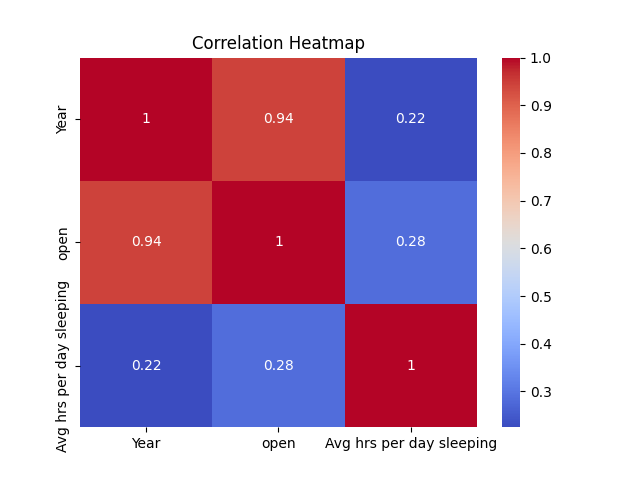 Correlation Heatmap
Year
1
0.94
0.22
open
0.94
1
0.28
Avg hrs per day sleeping
0.22
0.28
1
Year
open
Avg hrs per day sleeping
1.0
0.9
0.8
0.7
0.6
0.5
0.4
0.3